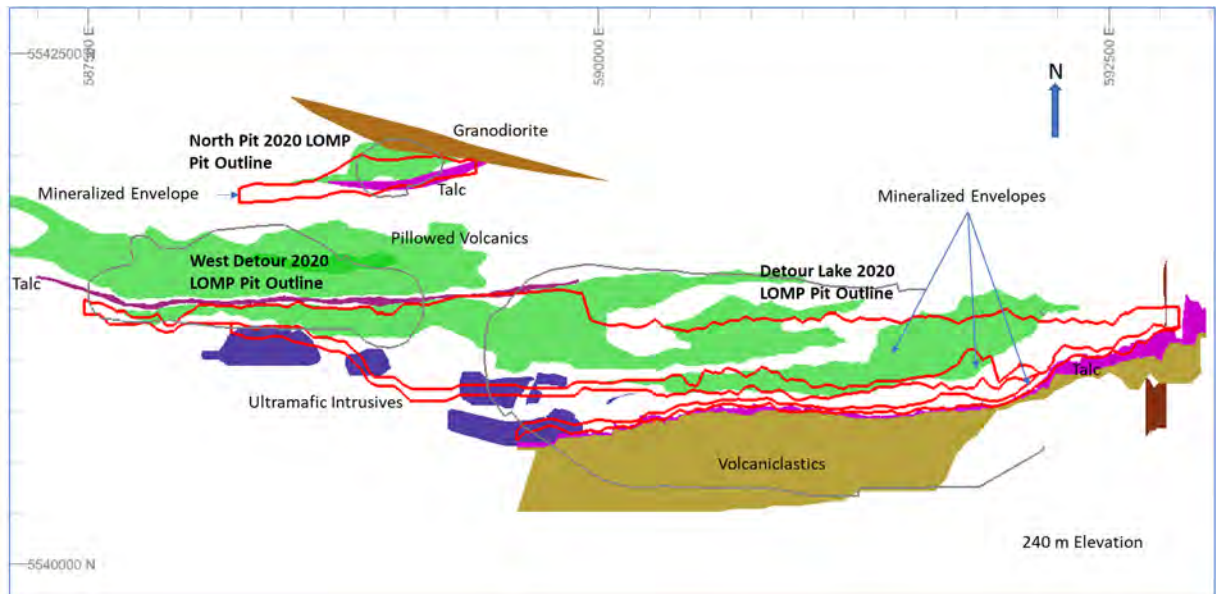 587500 E
590000 E
592500 E
5542500 N
N
North Pit 2020 LOMP
Pit Outline
Granodiorite
Mineralized Envelope
Talc
Mineralized Envelopes
Pillowed Volcanics
West Detour 2020
LOMP Pit Outline
Detour Lake 2020
LOMP Pit Outline
Talc
Talc
Ultramafic Intrusives
Volcaniclastics
240 m Elevation
5540000 N